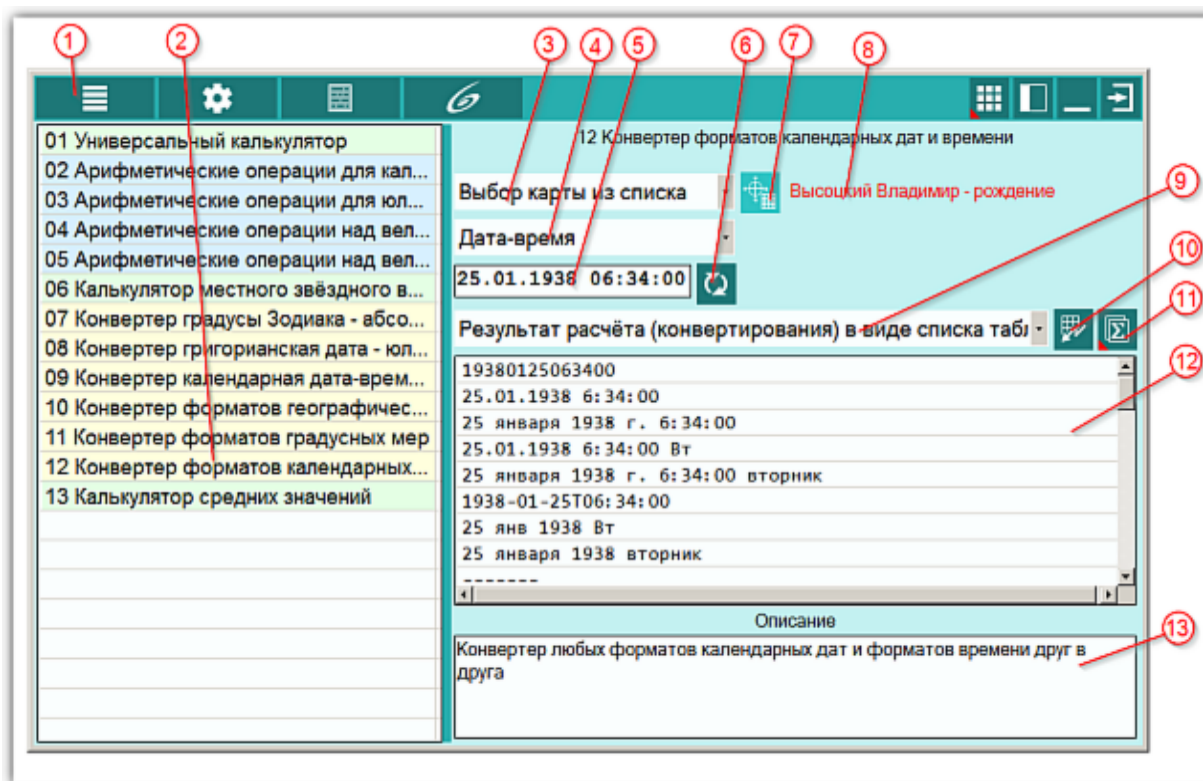 1 2 3 4 5 6 7 8
01 Универсальный калькулятор
02 Арифметические операции для кал...
03 Арифметические операции для юл...
04 Арифметические операции над вел...
05 Арифметические операции над вел...
06 Калькулятор местного звёздного в...
07 Конвертер градусы Зодиака - абсо...
08 Конвертер григорианская дата - юл...
09 Конвертер календарная дата-врем...
10 Конвертер форматов географичес...
11 Конвертер форматов градусных мер
12 Конвертер форматов календарных...
13 Калькулятор средних значений
12 Конвертер форматов календарных дат и времени
Выбор карты из списка
Высоцкий Владимир - рождение
9
Дата-время
10
25.01.1938 06:34:00
11
Результат расчёта (конвертирования) в виде списка табл
Σ
12
19380125063400
25.01.1938 6:34:00
25 января 1938 г. 6:34:00
25.01.1938 6:34:00 Вт
25 января 1938 г. 6:34:00 вторник
1938-01-25T06:34:00
25 янв 1938 Вт
25 января 1938 вторник
-------
Описание
13
Конвертер любых форматов календарных дат и форматов времени друг в
друга